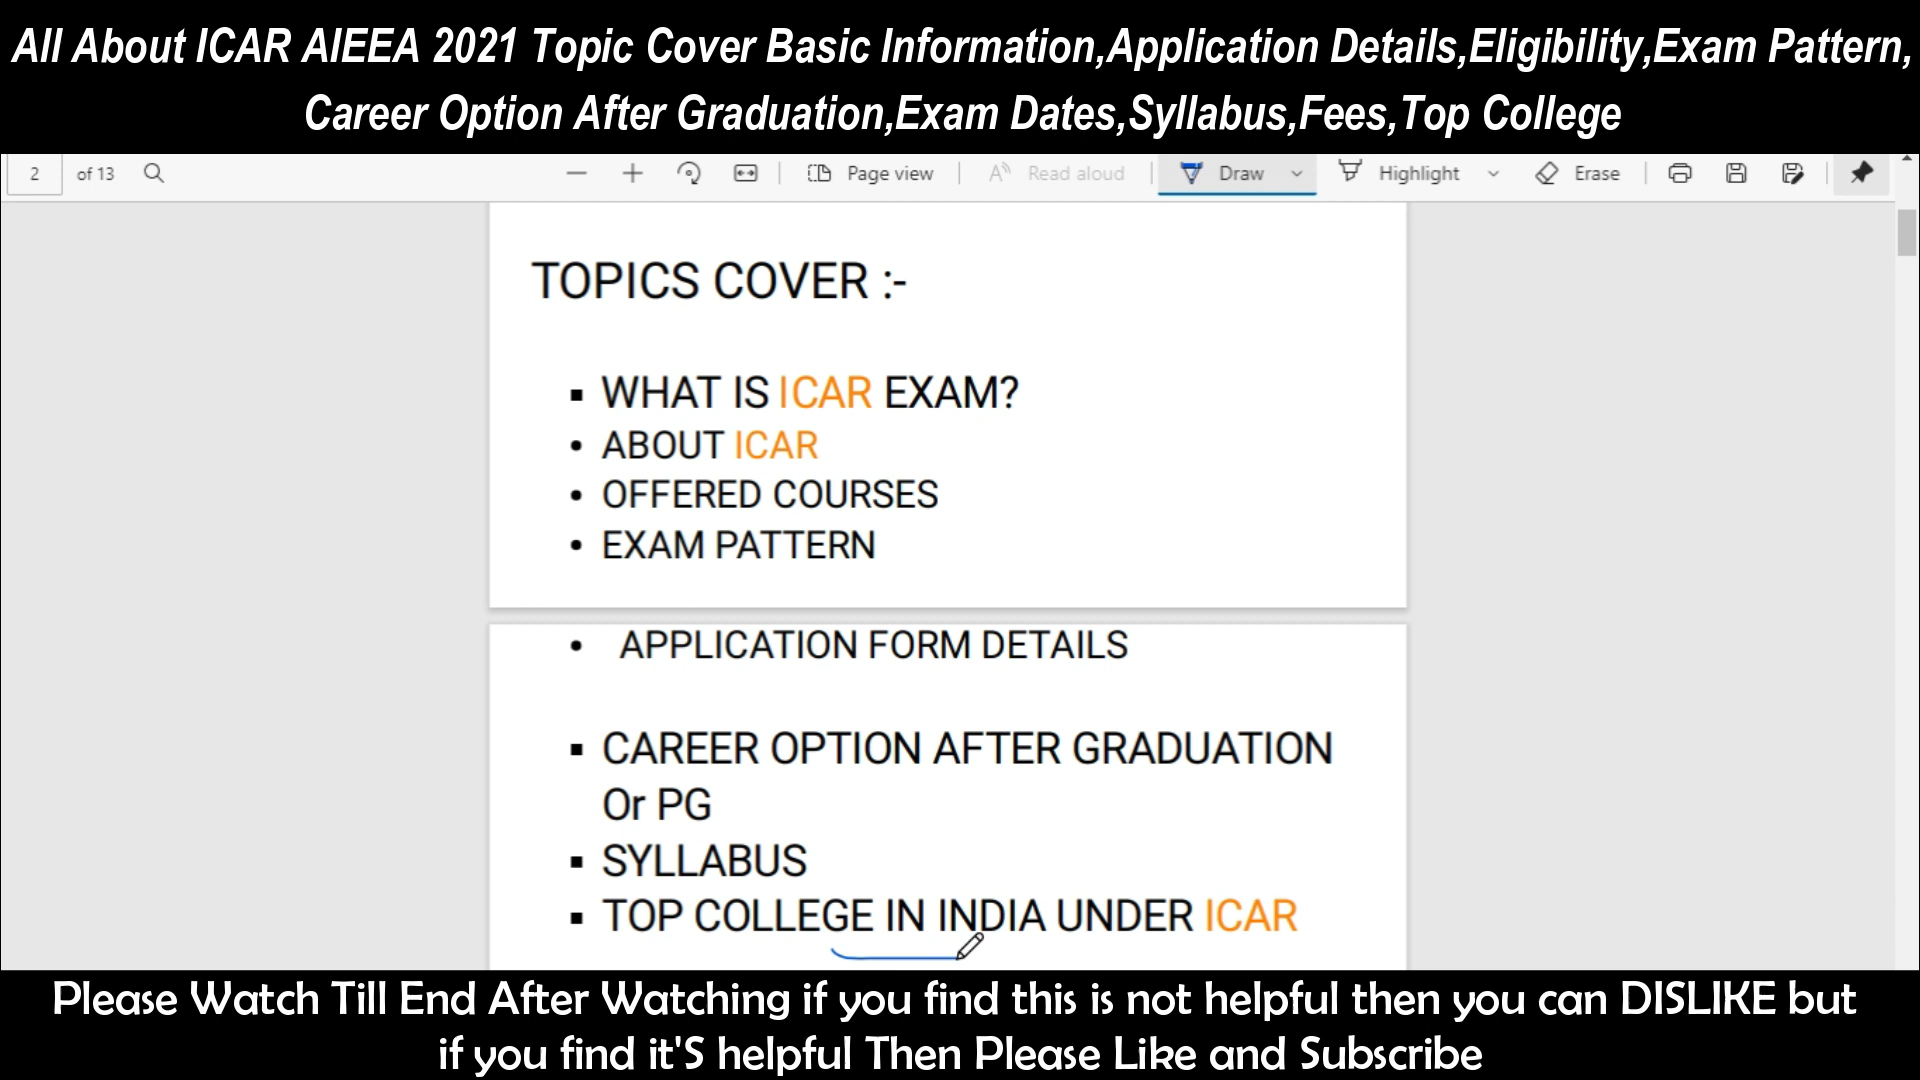 All About ICAR AIEEA 2021 Topic Cover Basic Information,Application Details,Eligibility,Exam Pattern,
Career Option After Graduation,Exam Dates,Syllabus,Fees,Top College
2 of 13 Page view Read aloud Draw Highlight Erase
TOPICS COVER :-
▪ WHAT IS ICAR EXAM?
• ABOUT ICAR
• OFFERED COURSES
• EXAM PATTERN
• APPLICATION FORM DETAILS
▪ CAREER OPTION AFTER GRADUATION
Or PG
▪ SYLLABUS
▪ TOP COLLEGE IN INDIA UNDER ICAR
Please Watch Till End After Watching if you find this is not helpful then you can DISLIKE but
if you find it'S helpful Then Please Like and Subscribe